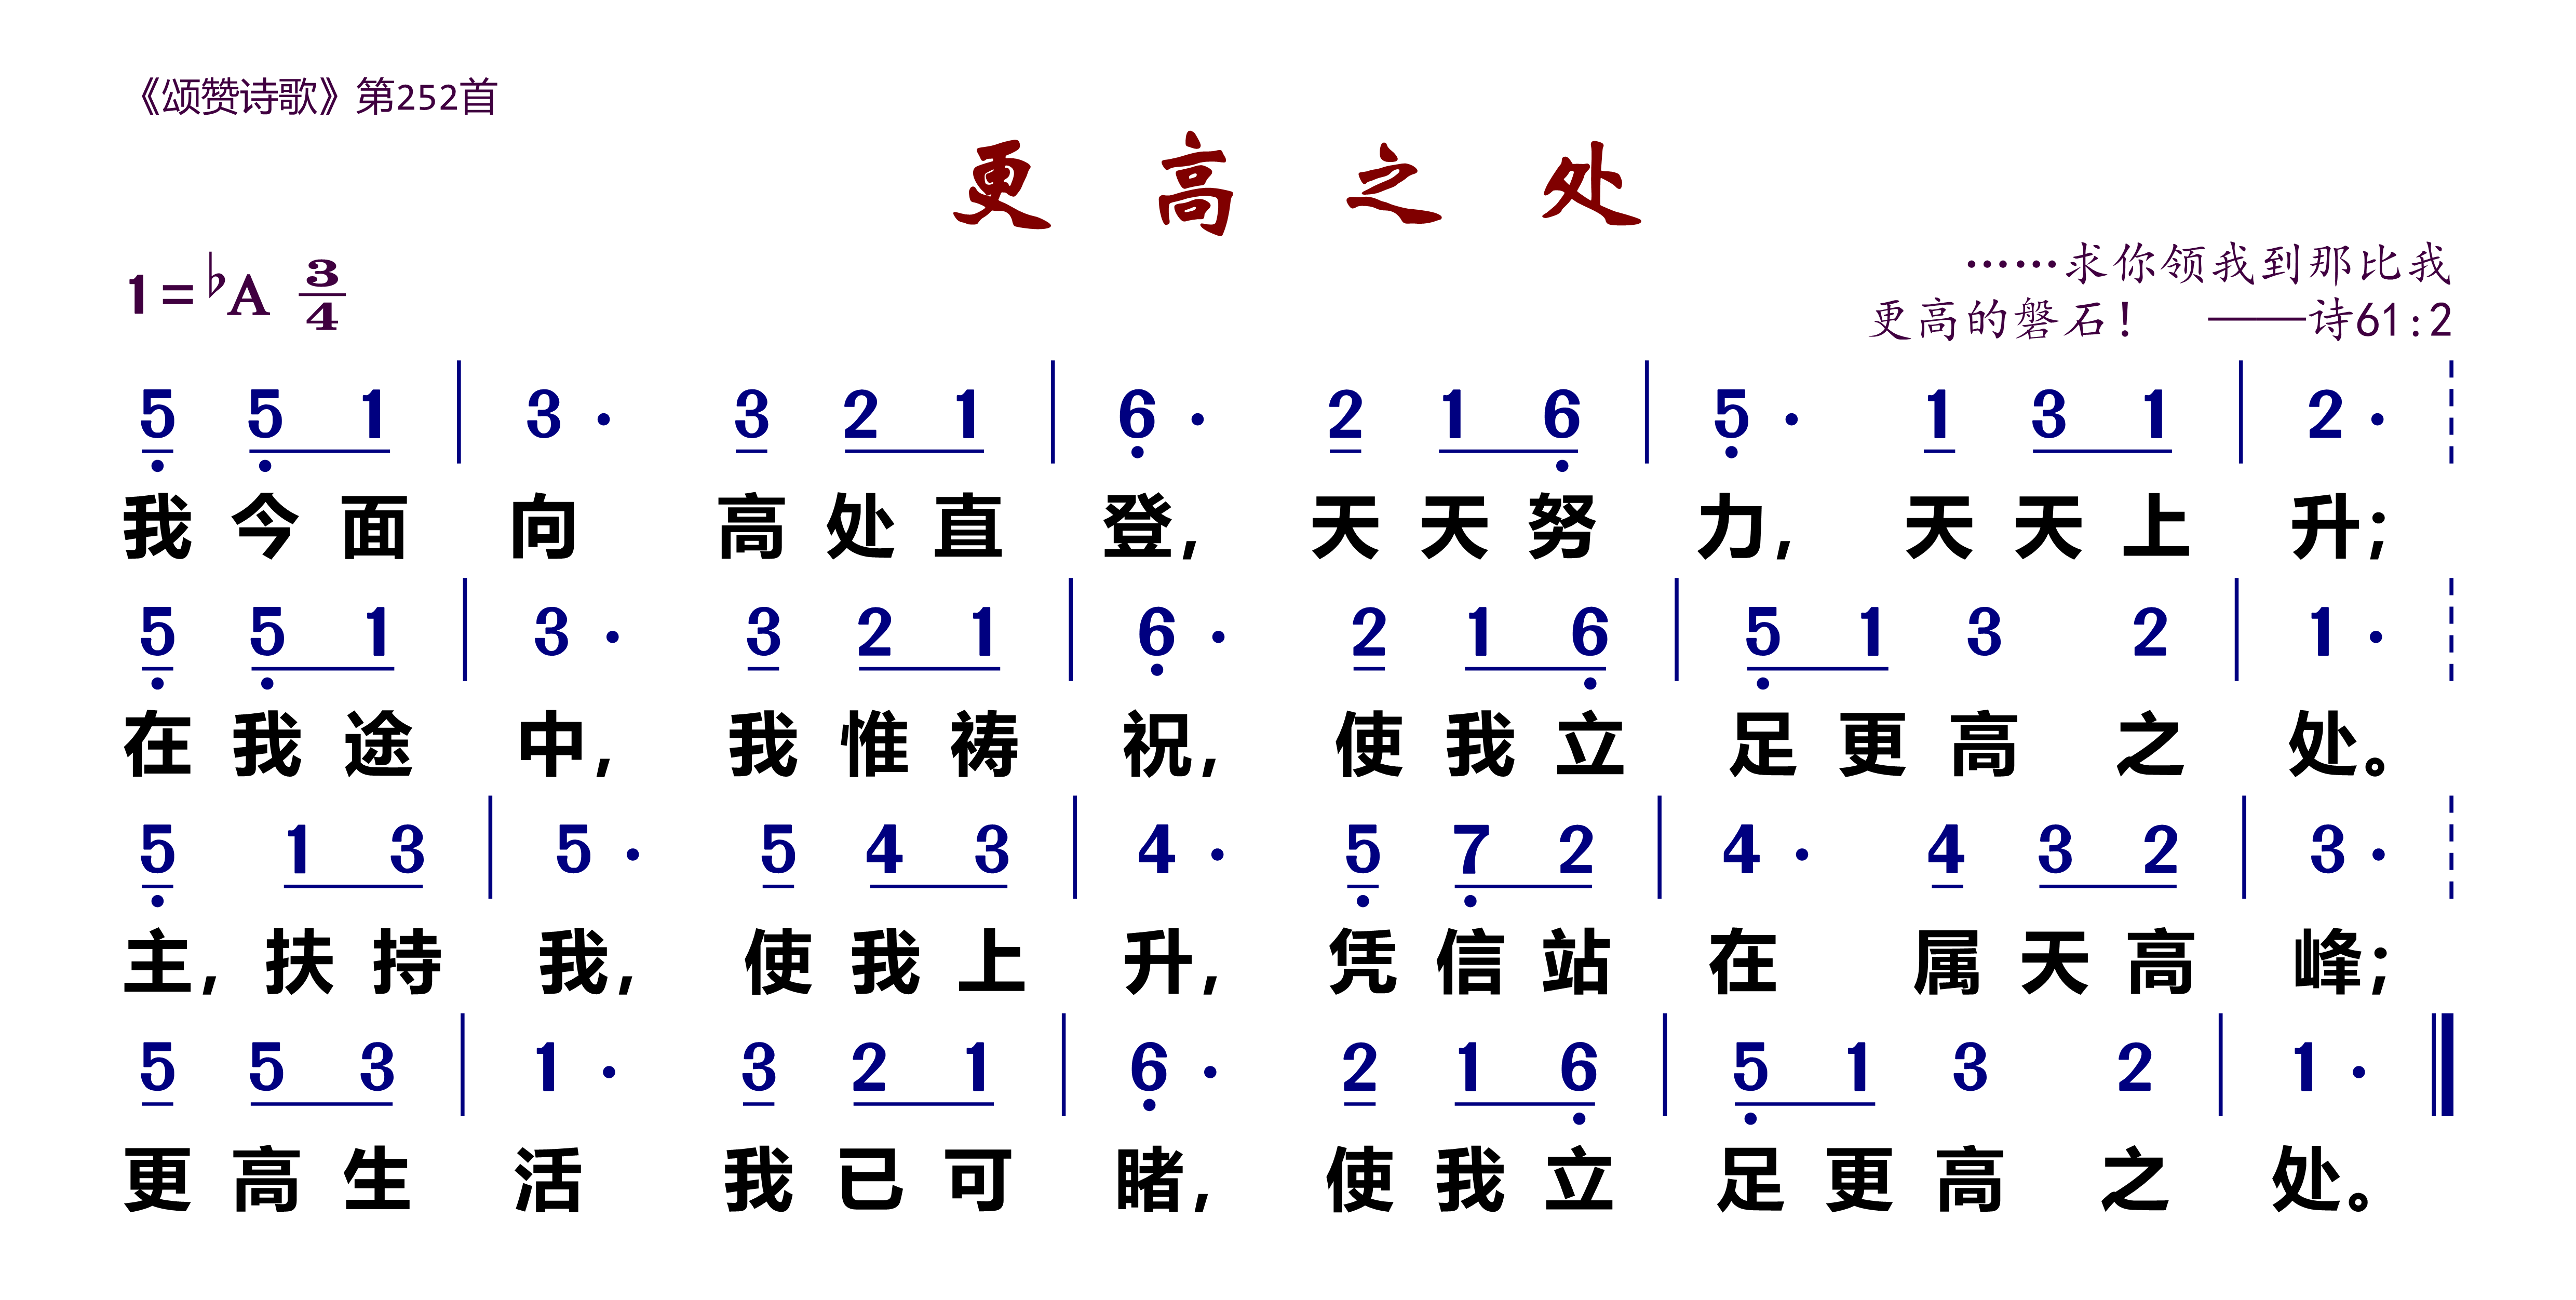 《颂赞诗歌》第252首
更高之处
1=♭A 3/4
……求你领我到那比我
更高的磐石！ ——诗61:2
5 5 1 | 3 · 3 2 1 | 6 · 2 1 6 | 5 · 1 3 1 | 2 ·
我今面 向 高处直 登, 天天努 力, 天天上 升;
5 5 1 | 3 · 3 2 1 | 6 · 2 1 6 | 5 1 3 2 | 1 ·
在我途 中, 我惟祷 祝, 使我立 足更高之 处。
5 1 3 | 5 · 5 4 3 | 4 · 5 7 2 | 4 · 4 3 2 | 3 ·
主,扶持 我, 使我上 升, 凭信站 在 属天高 峰;
5 5 3 | 1 · 3 2 1 | 6 · 2 1 6 | 5 1 3 2 | 1 ·
更高生 活 我已可 睹, 使我立 足更高之 处。